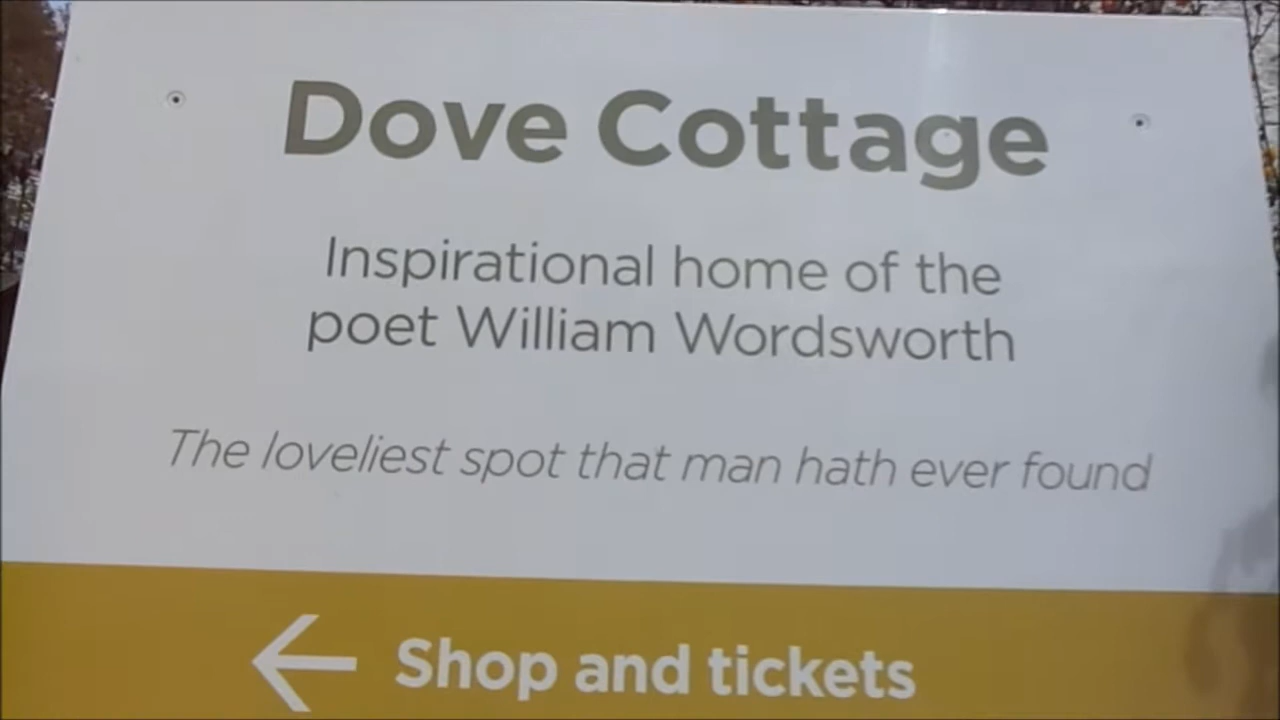 Dove Cottage
Inspirational home of the
poet William Wordsworth
The loveliest spot that man hath ever found
Shop and tickets